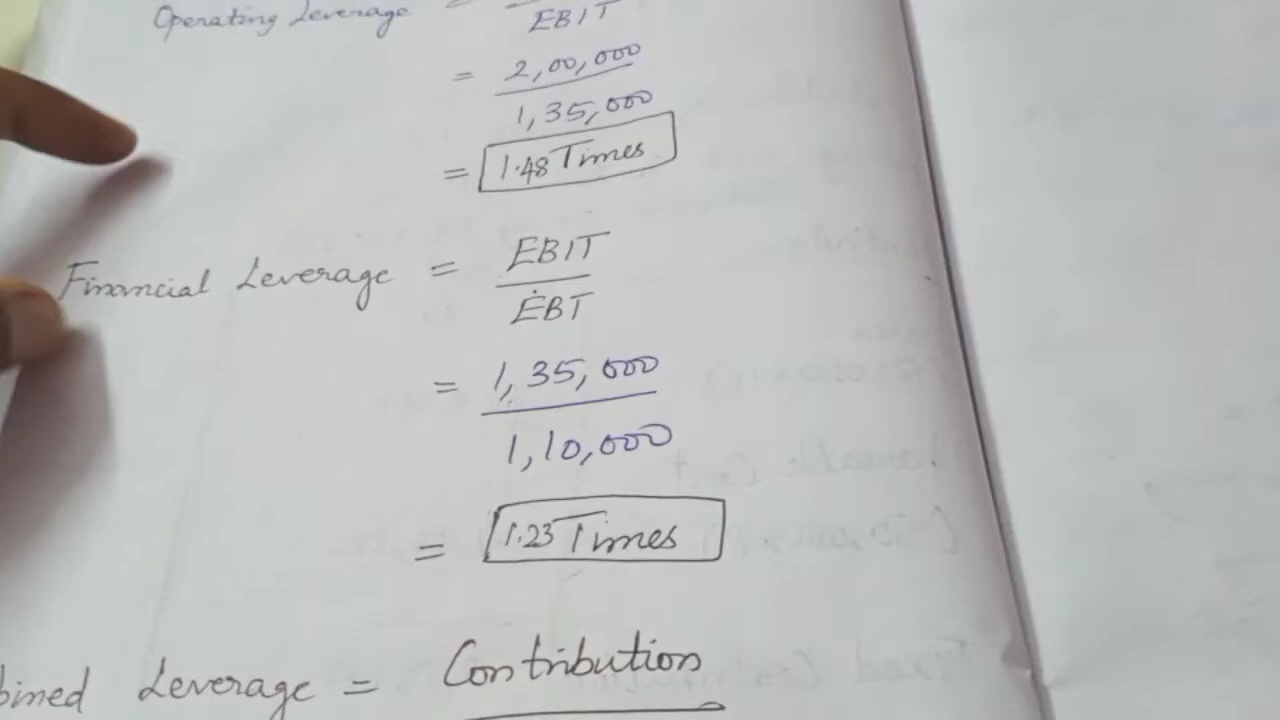 Operating Leverage =
EBIT
= 2,00,000
1,35,000
= 1.48 Times
Financial Leverage = EBIT
EBT
= 1,35,000
1,10,000
= 1.23 Times
bined Leverage = Contribution